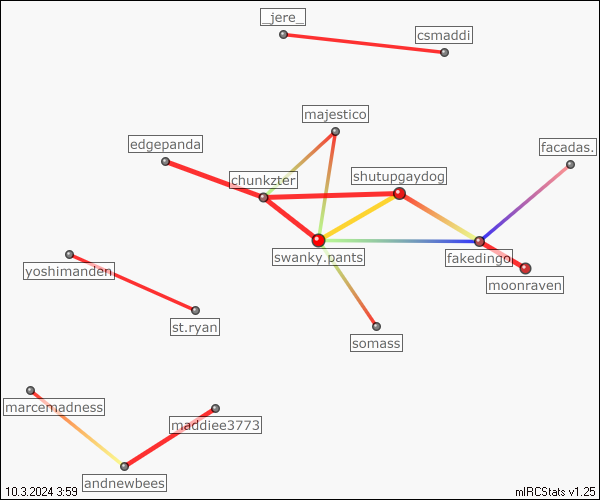 _jere_
csmaddi
majestico
edgepanda
facadas.
chunkzter
shutupgaydog
swanky.pants
fakedingo
yoshimanden
moonraven
st.ryan
somass
marcemadness
maddiee3773
andnewbees
10.3.2024 3:59
mIRCStats v1.25